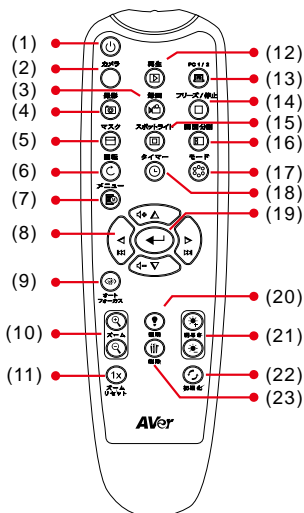 (1)
(2)
(3)
(4)
(5)
(6)
(7)
(8)
(9)
(10)
(11)
カメラ
再生
PC 1 / 2
録画
フリーズ / 停止
マスク
スポットライト
画面分割
回転
タイマー
モード
メニュー
オート
フォーカス
ズーム
1x
ズーム
リセット
AVer
(12)
(13)
(14)
(15)
(16)
(17)
(18)
(19)
(20)
(21)
(22)
(23)